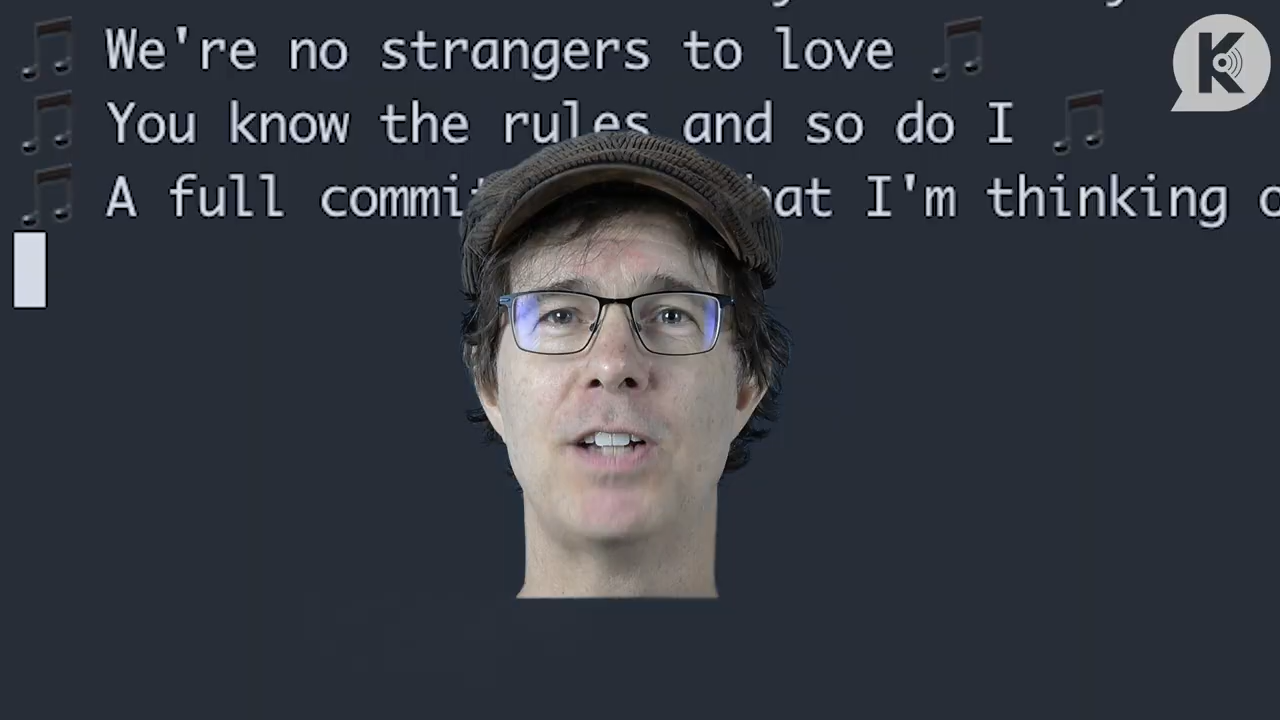 🎵 We're no strangers to love 🎵
🎵 You know the rules and so do I 🎵
🎵 A full I'm thinking
K